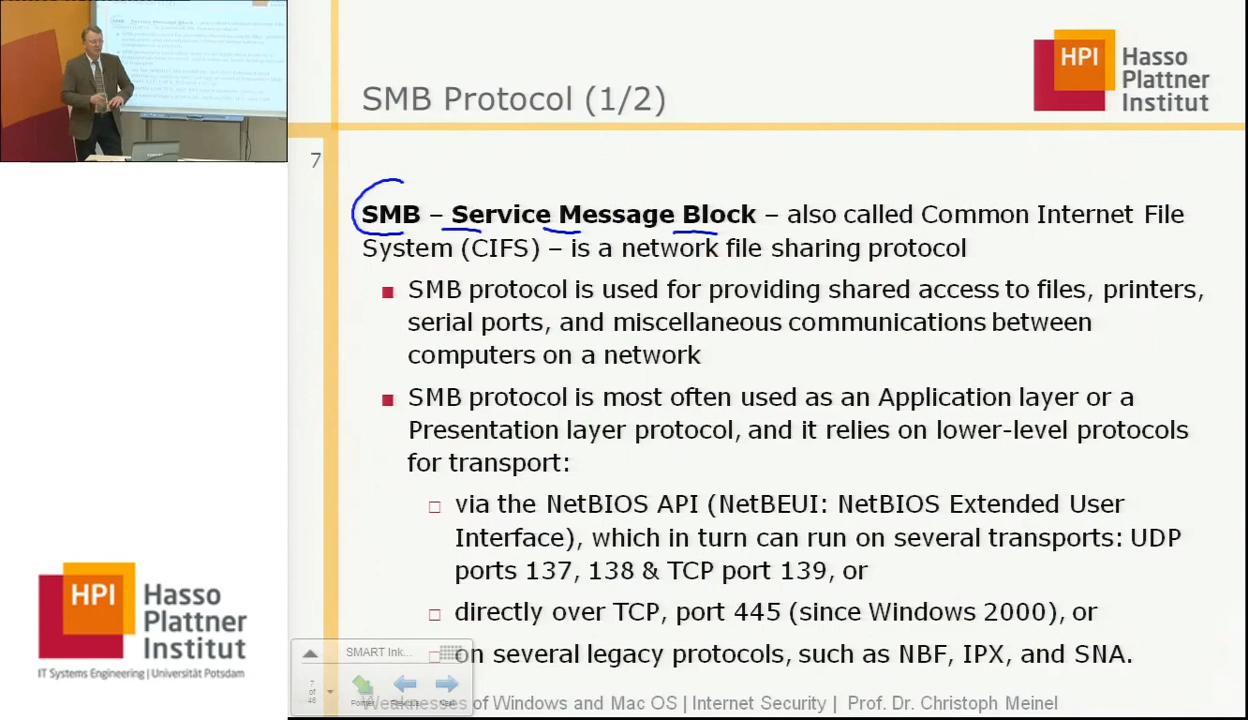 SMB Protocol (1/2)
HPI Hasso
Plattner
Institut
7
SMB – Service Message Block – also called Common Internet File
System (CIFS) – is a network file sharing protocol
SMB protocol is used for providing shared access to files, printers,
serial ports, and miscellaneous communications between
computers on a network
SMB protocol is most often used as an Application layer or a
Presentation layer protocol, and it relies on lower-level protocols
for transport:
via the NetBIOS API (NetBEUI: NetBIOS Extended User
Interface), which in turn can run on several transports: UDP
ports 137, 138 & TCP port 139, or
directly over TCP, port 445 (since Windows 2000), or
on several legacy protocols, such as NBF, IPX, and SNA.
HPI Hasso
Plattner
Institut
IT Systems Engineering | Universität Potsdam
SMART Ink...
7
of
46
Pointer
Previous
Next
Weaknesses of Windows and Mac OS | Internet Security | Prof. Dr. Christoph Meinel